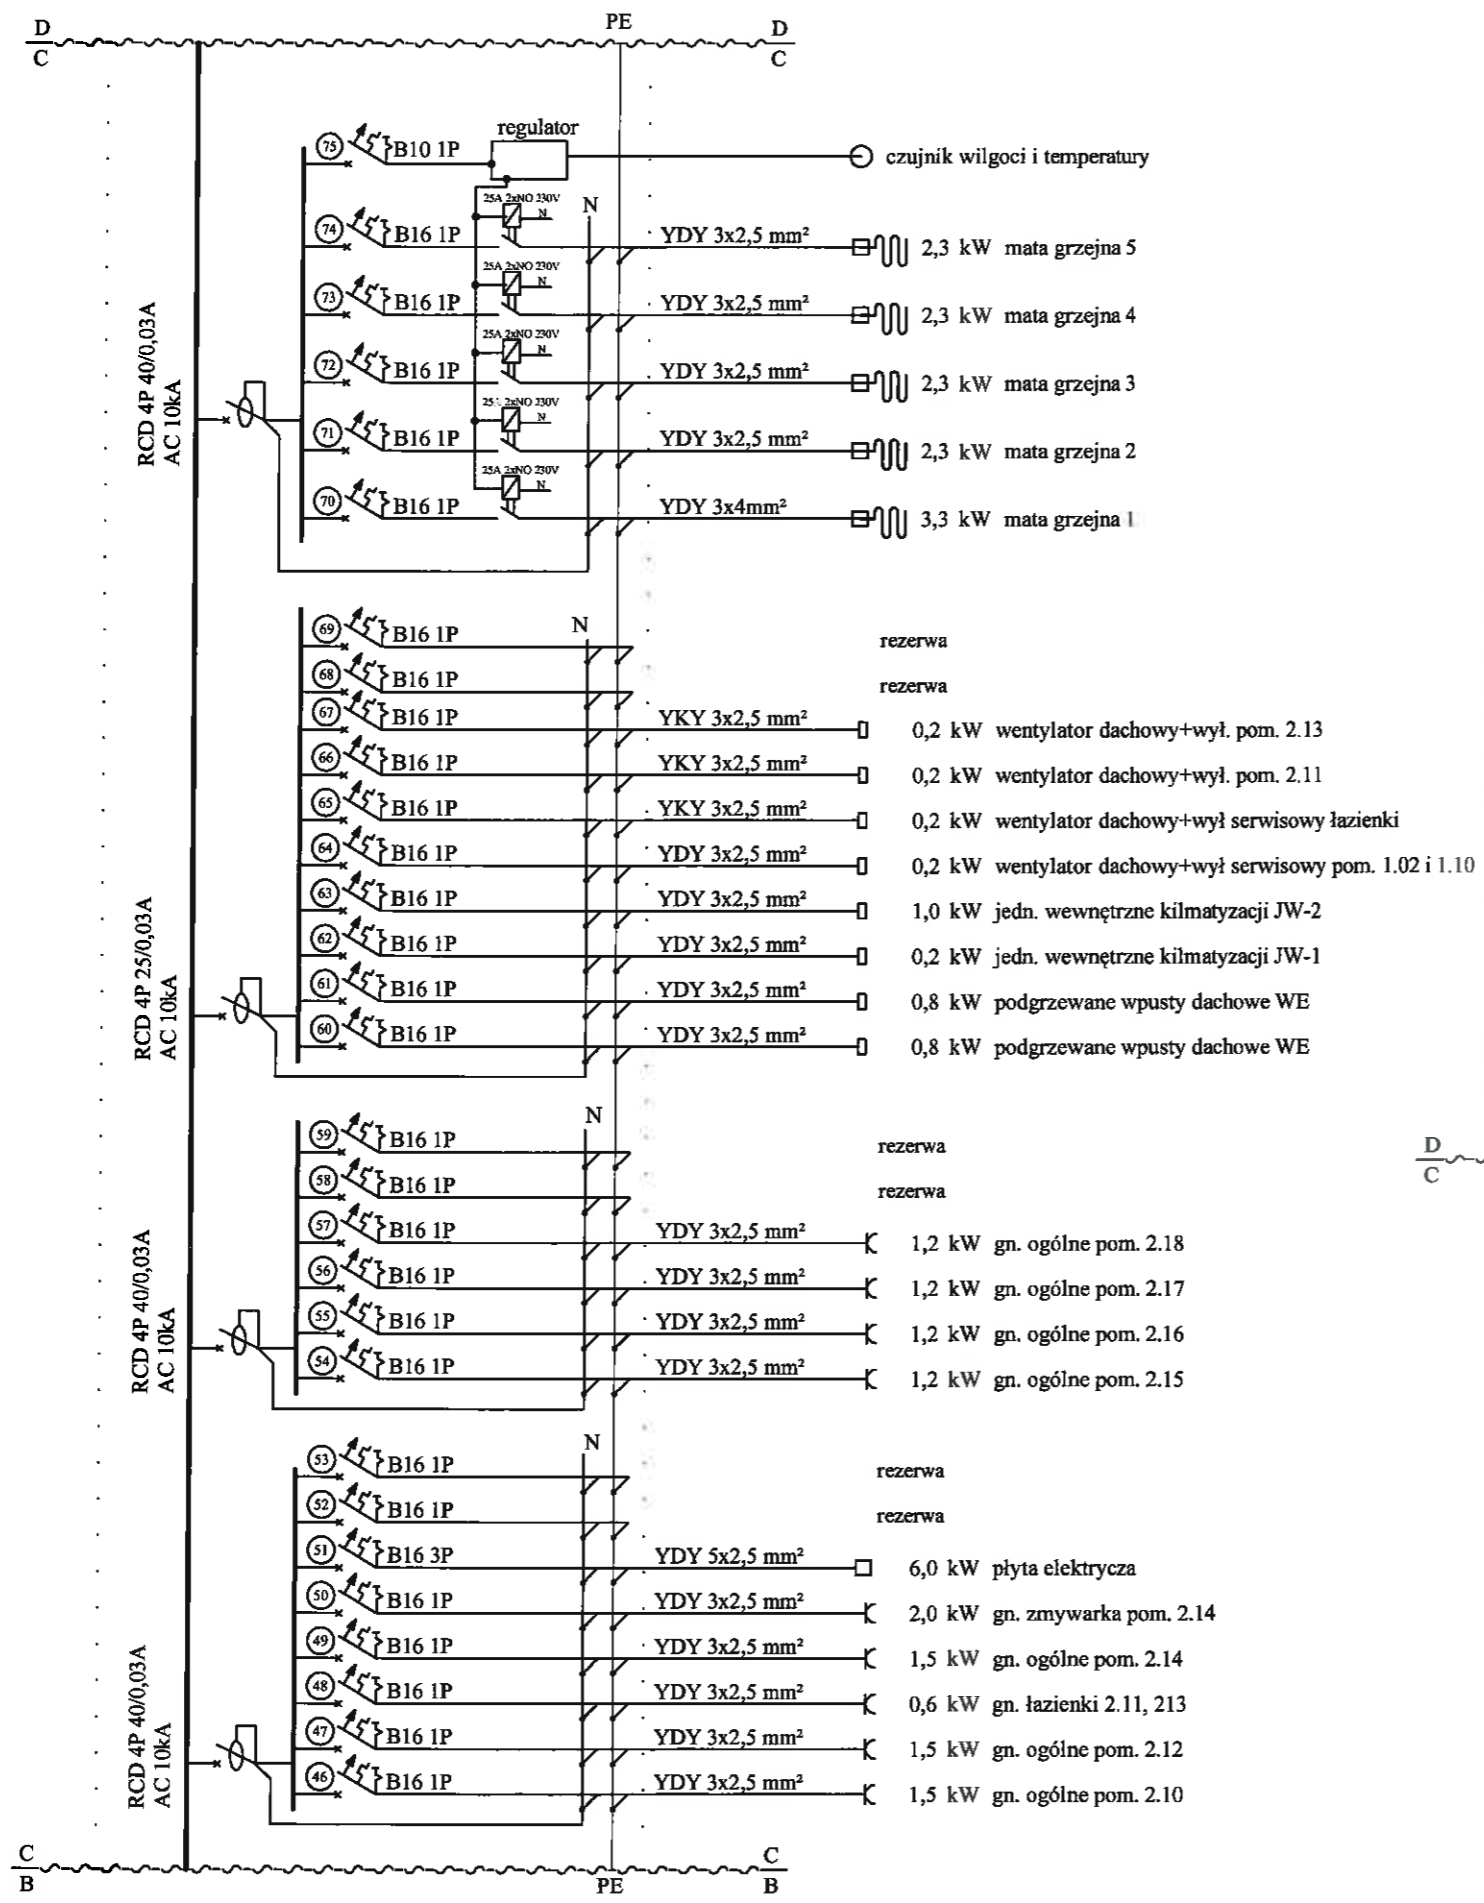 D PE D
C C
75 B10 1P regulator czujnik wilgoci i temperatury
25A 2xNO 230V N
74 B16 1P N YDY 3x2,5 mm² 2,3 kW mata grzejna 5
25A 2xNO 230V
73 B16 1P N YDY 3x2,5 mm² 2,3 kW mata grzejna 4
25A 2xNO 230V
72 B16 1P N YDY 3x2,5 mm² 2,3 kW mata grzejna 3
2xNO 230V
71 B16 1P N YDY 3x2,5 mm² 2,3 kW mata grzejna 2
25A 2xNO 230V
70 B16 1P N YDY 3x4mm² 3,3 kW mata grzejna 1
RCD 4P 40/0,03A
AC 10kA
N
69 B16 1P rezerwa
68 B16 1P rezerwa
67 B16 1P YKY 3x2,5 mm² 0,2 kW wentylator dachowy+wył. pom. 2.13
66 B16 1P YKY 3x2,5 mm² 0,2 kW wentylator dachowy+wył. pom. 2.11
65 B16 1P YKY 3x2,5 mm² 0,2 kW wentylator dachowy+wył serwisowy łazienki
64 B16 1P YDY 3x2,5 mm² 0,2 kW wentylator dachowy+wył serwisowy pom. 1.02 i 1.10
63 B16 1P YDY 3x2,5 mm² 1,0 kW jedn. wewnętrzne kilmatyzacji JW-2
62 B16 1P YDY 3x2,5 mm² 0,2 kW jedn. wewnętrzne kilmatyzacji JW-1
61 B16 1P YDY 3x2,5 mm² 0,8 kW podgrzewane wpusty dachowe WE
60 B16 1P YDY 3x2,5 mm² 0,8 kW podgrzewane wpusty dachowe WE
RCD 4P 25/0,03A
AC 10kA
N
59 B16 1P rezerwa
D
C
58 B16 1P rezerwa
57 B16 1P YDY 3x2,5 mm² 1,2 kW gn. ogólne pom. 2.18
56 B16 1P YDY 3x2,5 mm² 1,2 kW gn. ogólne pom. 2.17
55 B16 1P YDY 3x2,5 mm² 1,2 kW gn. ogólne pom. 2.16
54 B16 1P YDY 3x2,5 mm² 1,2 kW gn. ogólne pom. 2.15
RCD 4P 40/0,03A
AC 10kA
N
53 B16 1P rezerwa
52 B16 1P rezerwa
51 B16 3P YDY 5x2,5 mm² 6,0 kW płyta elektrycza
50 B16 1P YDY 3x2,5 mm² 2,0 kW gn. zmywarka pom. 2.14
49 B16 1P YDY 3x2,5 mm² 1,5 kW gn. ogólne pom. 2.14
48 B16 1P YDY 3x2,5 mm² 0,6 kW gn. łazienki 2.11, 213
47 B16 1P YDY 3x2,5 mm² 1,5 kW gn. ogólne pom. 2.12
46 B16 1P YDY 3x2,5 mm² 1,5 kW gn. ogólne pom. 2.10
RCD 4P 40/0,03A
AC 10kA
C C
B PE B